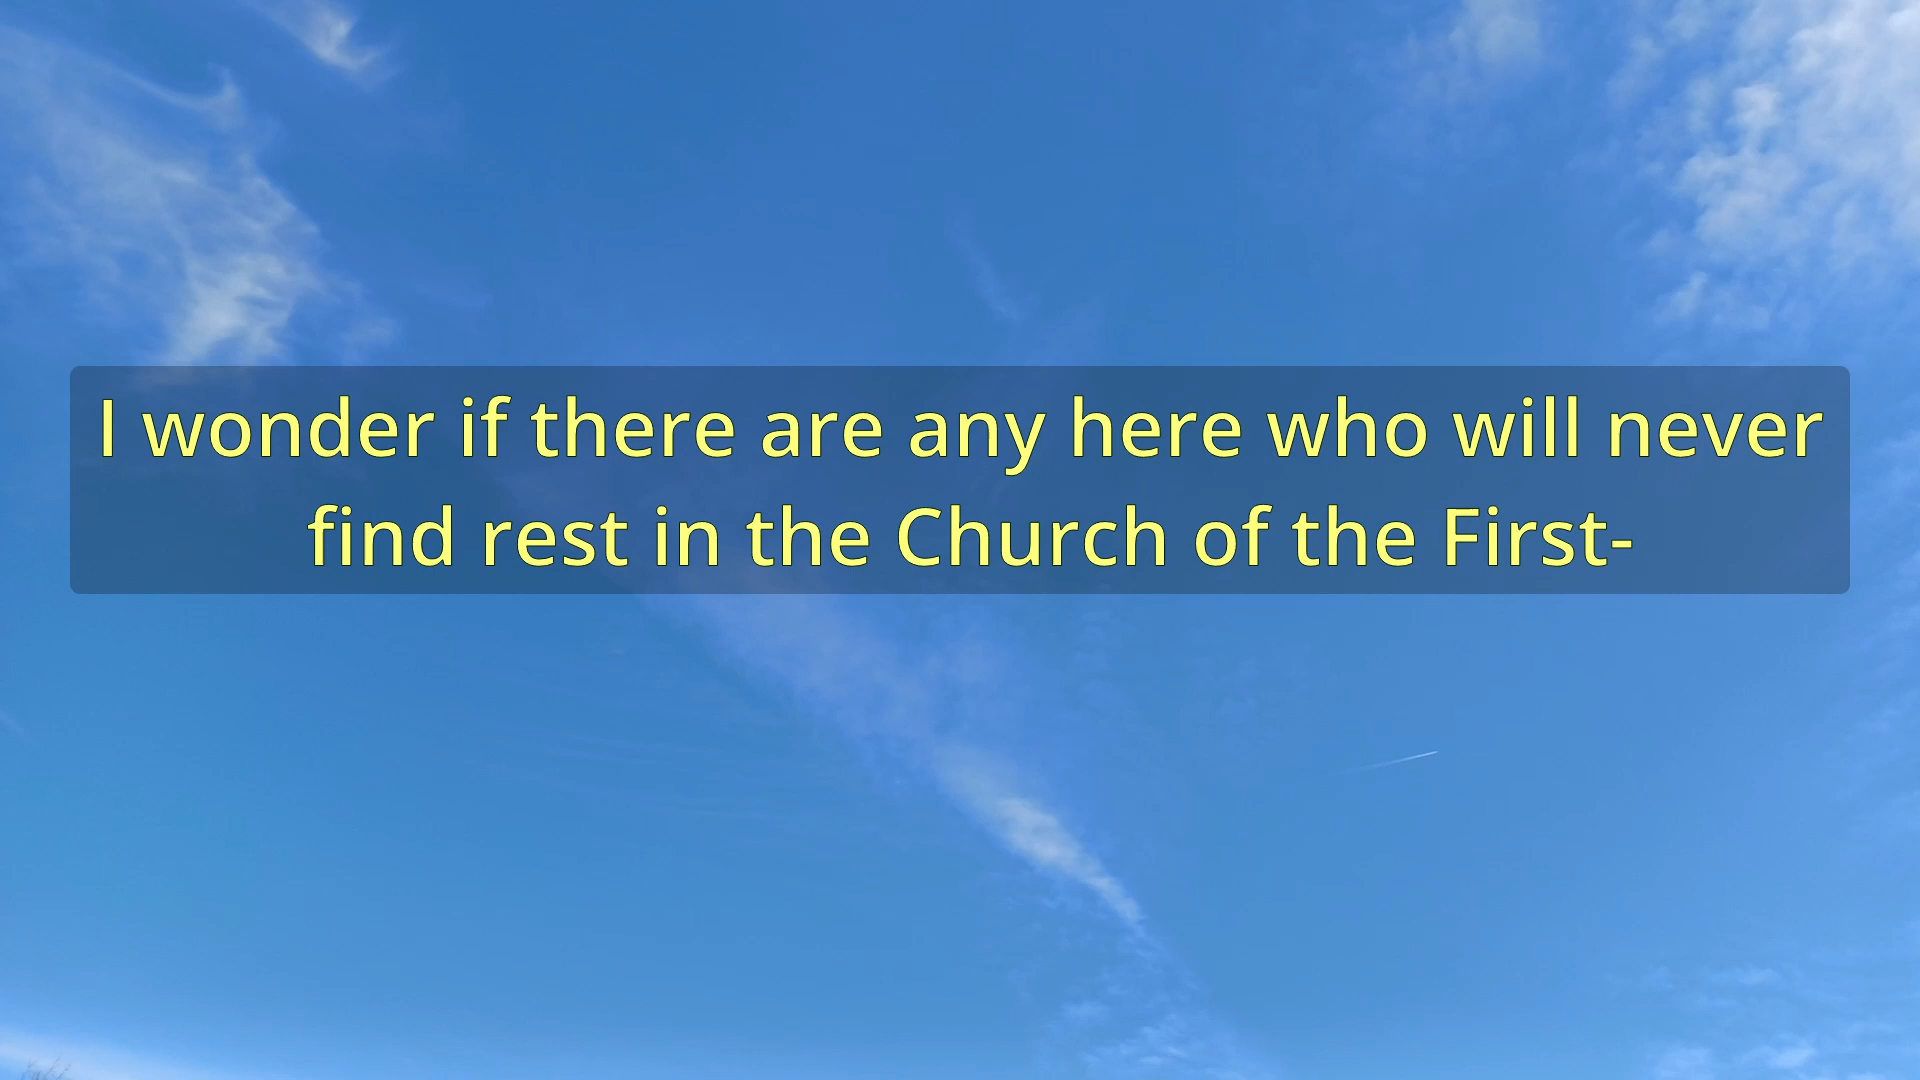 I wonder if there are any here who will never
find rest in the Church of the First-